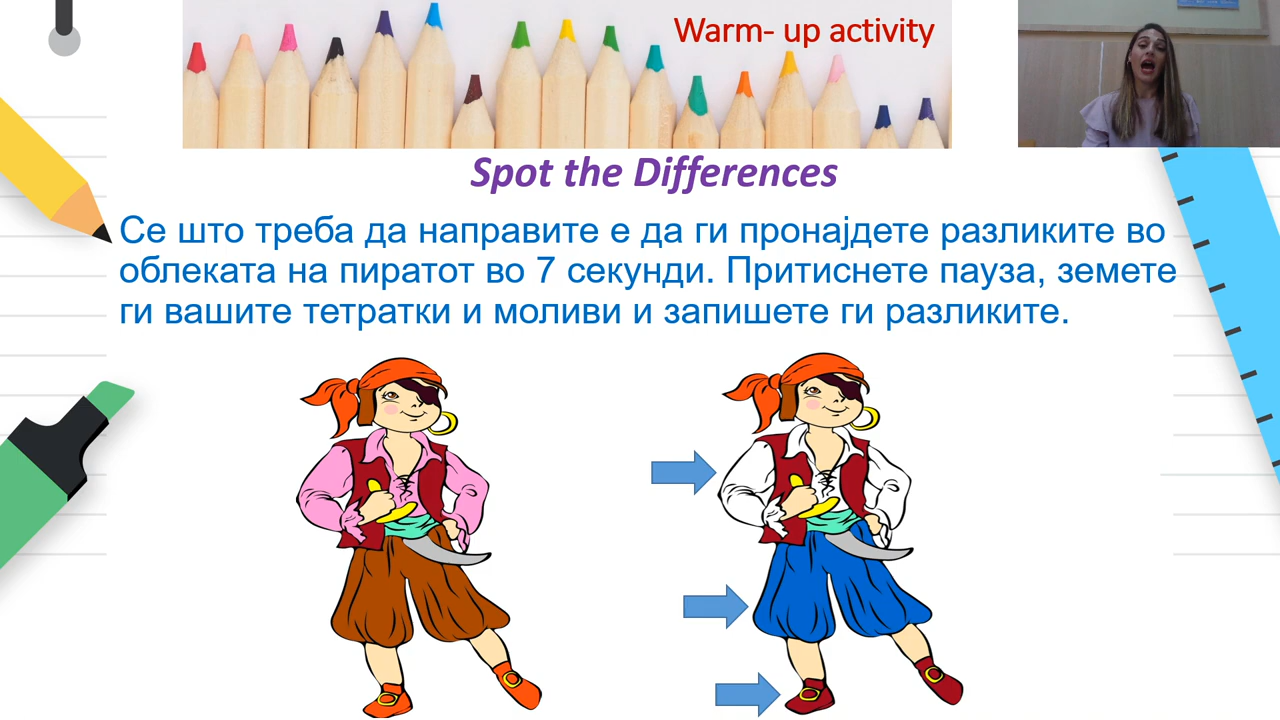 Warm- up activity
Spot the Differences
Се што треба да направите е да ги пронајдете разликите во
облеката на пиратот во 7 секунди. Притиснете пауза, земете
ги вашите тетратки и моливи и запишете ги разликите.